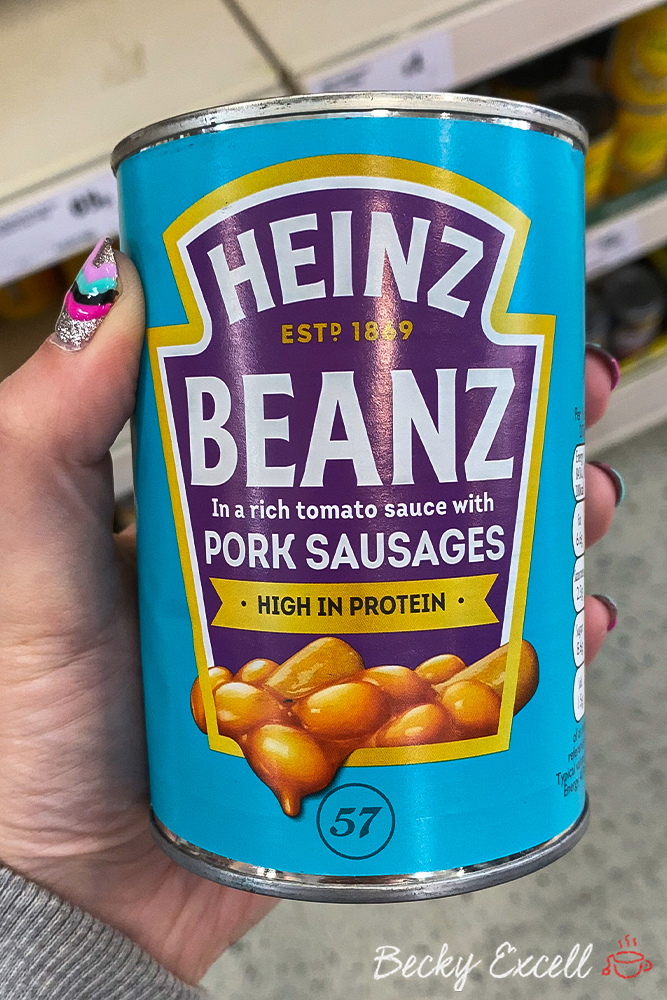 HEINZ
ESTD 1869
BEANZ
In a rich tomato sauce with
PORK SAUSAGES
• HIGH IN PROTEIN •
57
Becky Excell